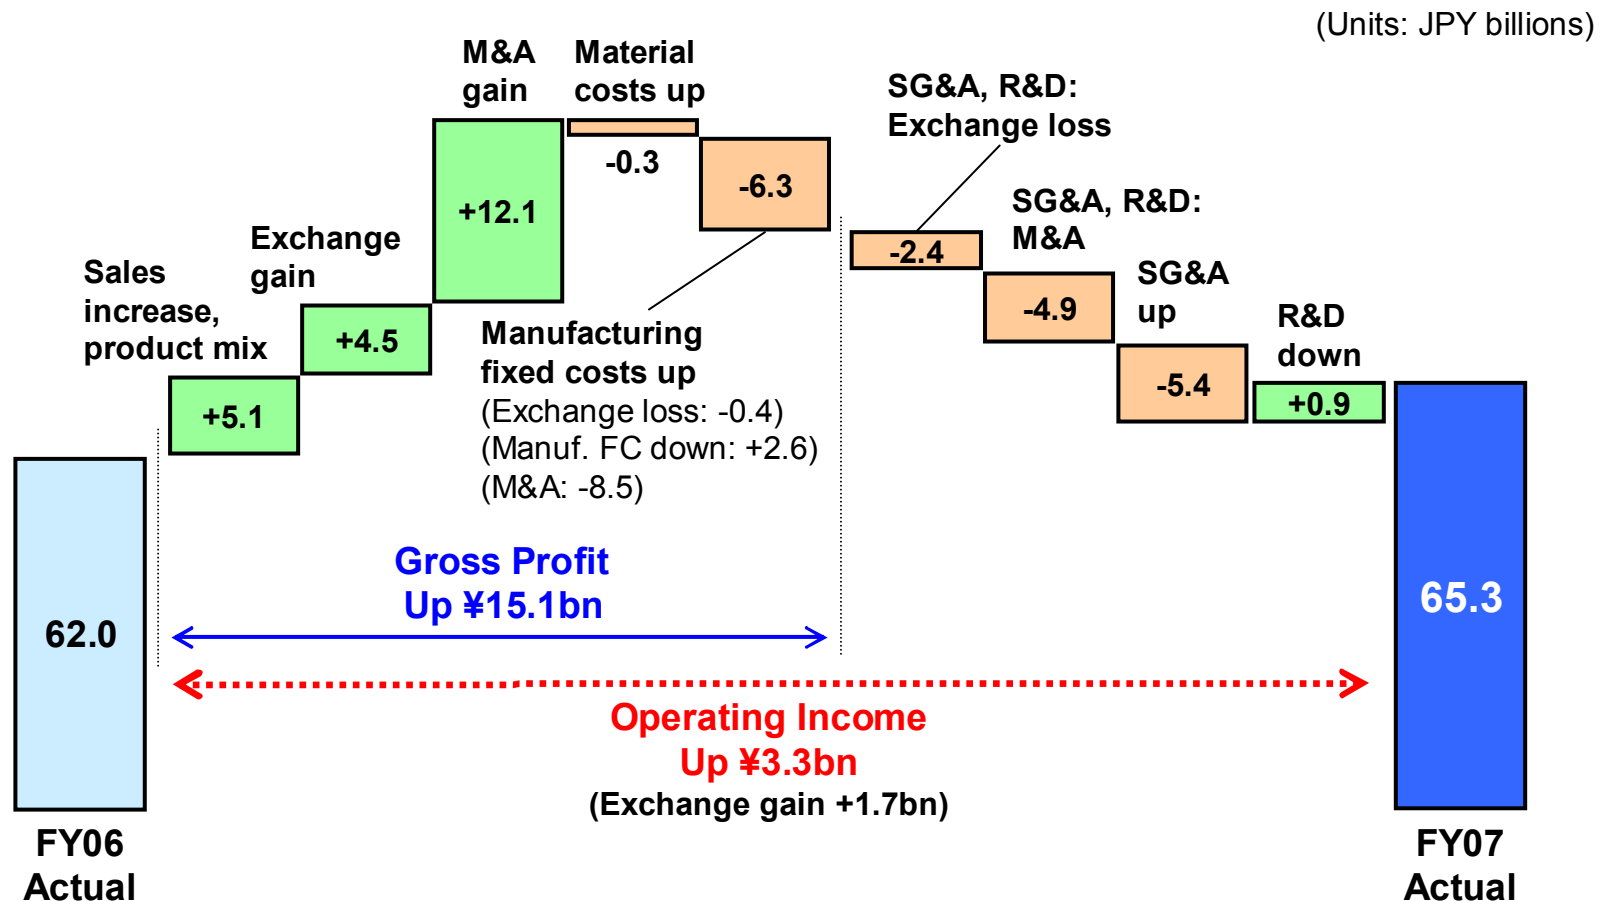 (Units: JPY billions)
M&A
gain
Material
costs up
SG&A, R&D:
Exchange loss
-0.3
-6.3
+12.1
SG&A, R&D:
M&A
Exchange
gain
-2.4
Sales
increase,
product mix
SG&A
up
+4.5
-4.9
R&D
down
Manufacturing
fixed costs up
(Exchange loss: -0.4)
(Manuf. FC down: +2.6)
(M&A: -8.5)
+5.1
-5.4
+0.9
Gross Profit
Up ¥15.1bn
62.0
65.3
Operating Income
Up ¥3.3bn
(Exchange gain +1.7bn)
FY06
Actual
FY07
Actual